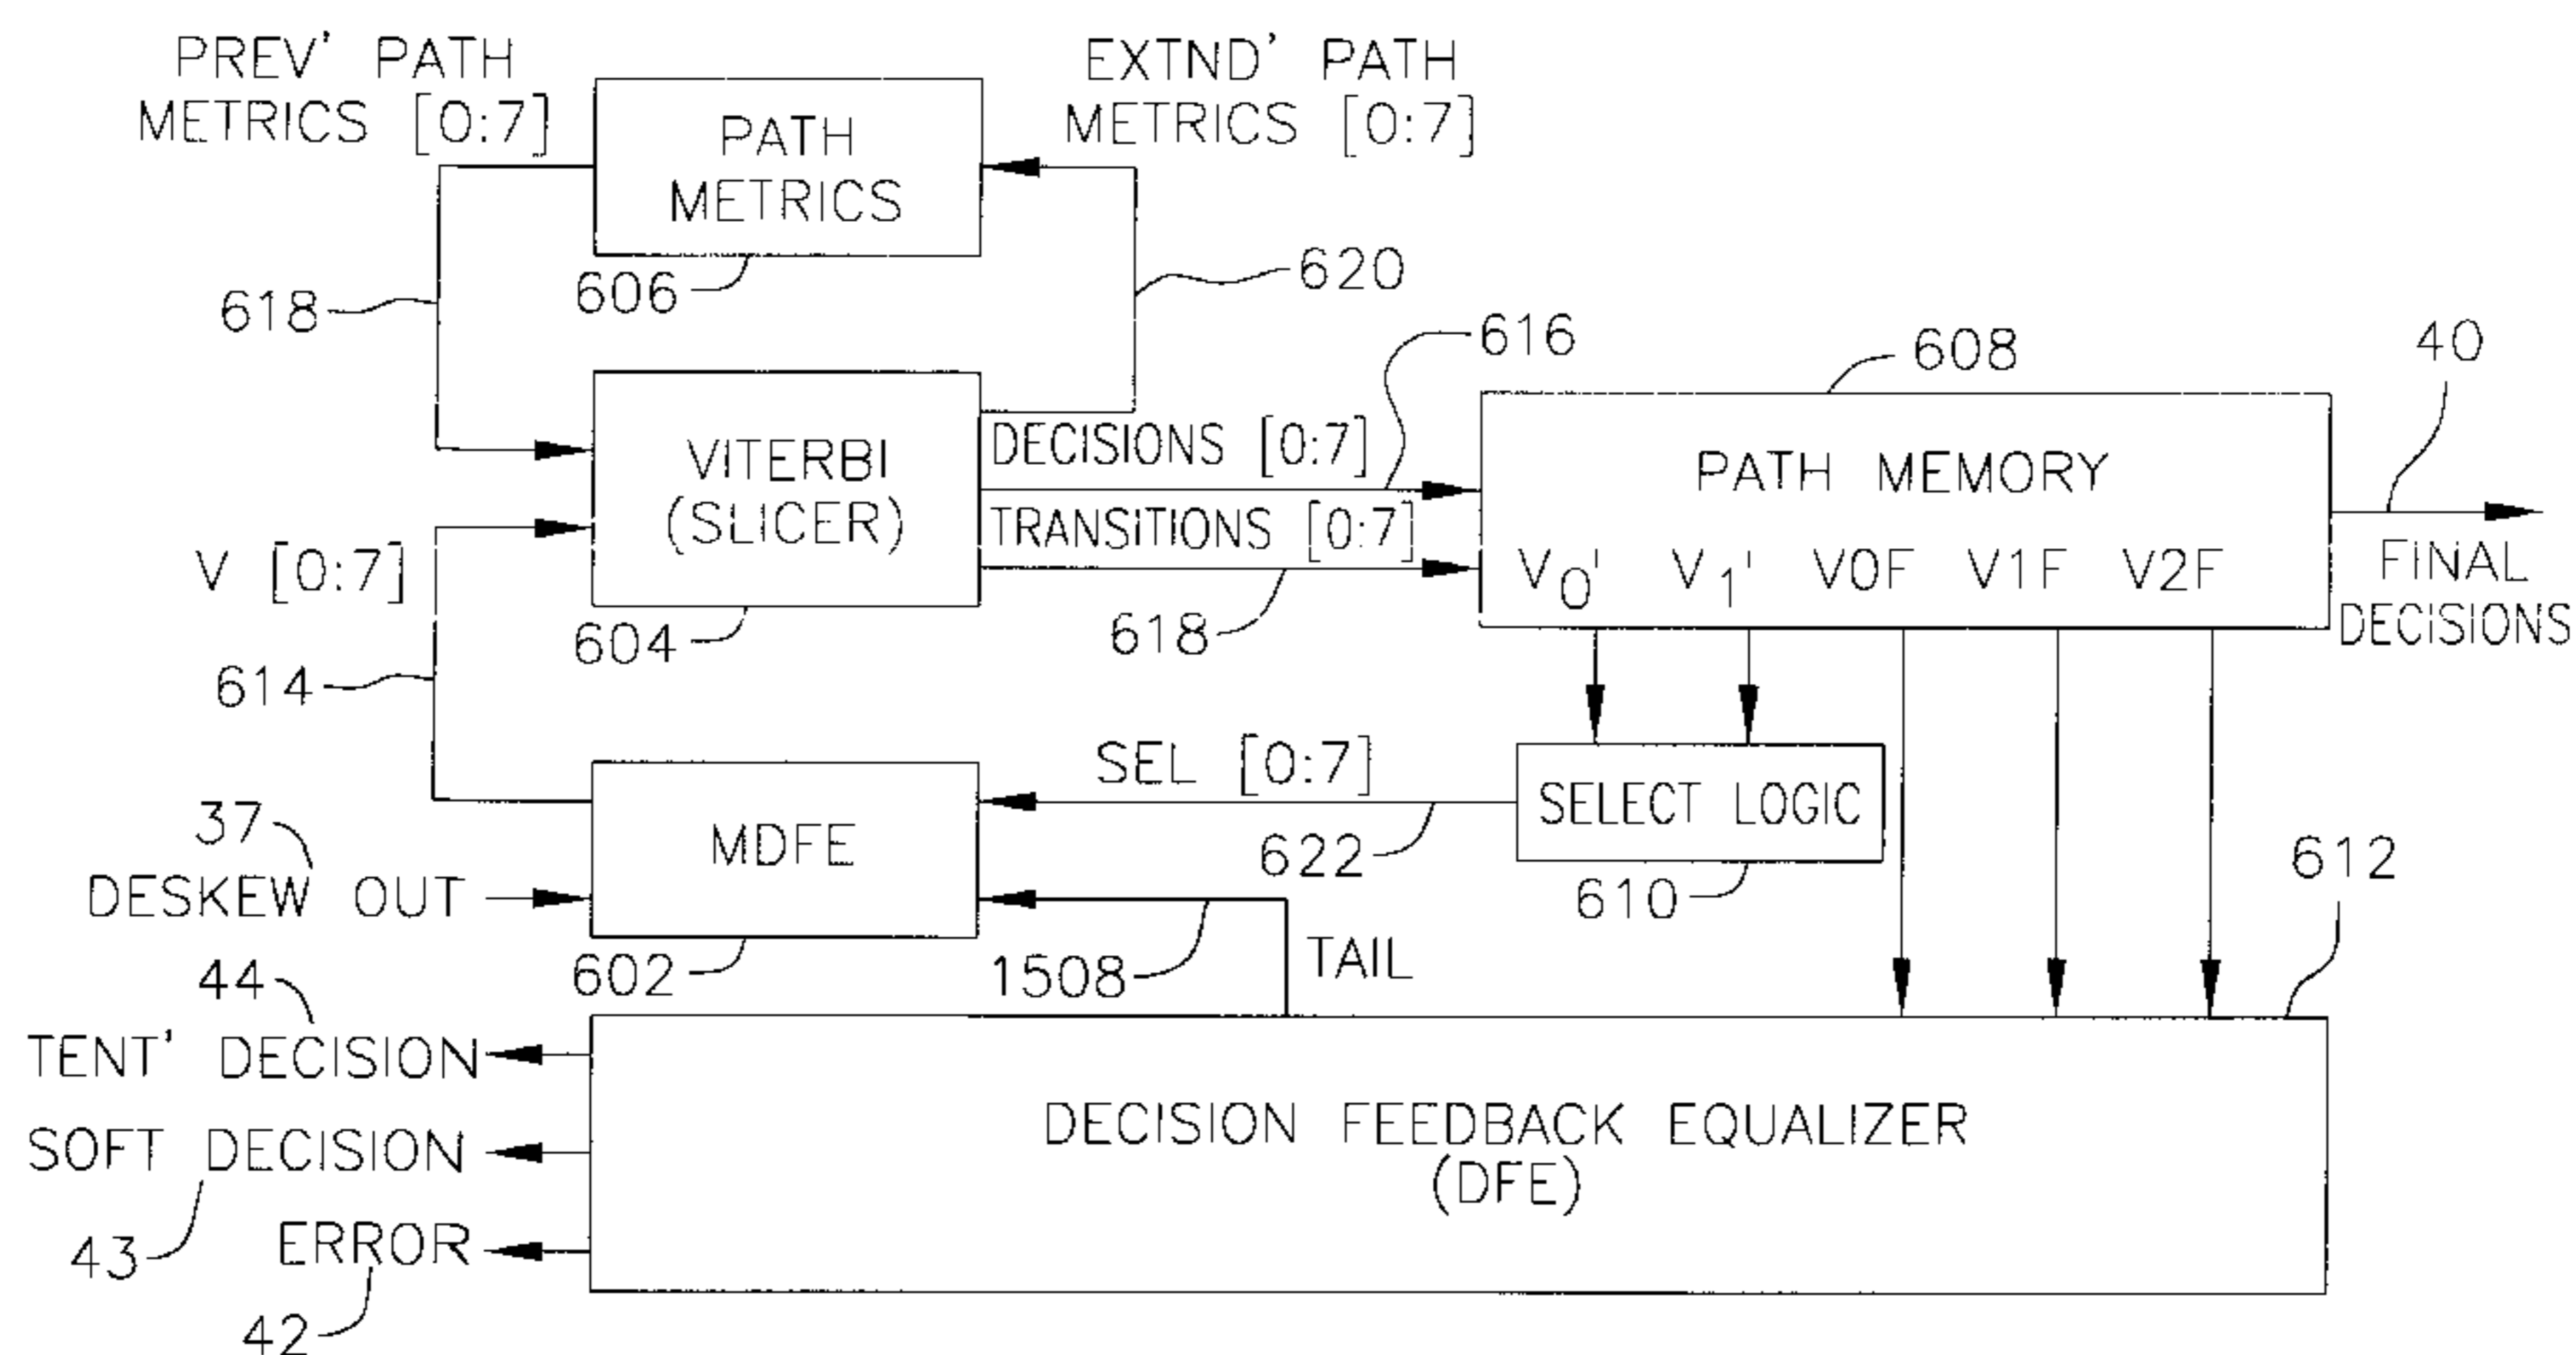 PREV' PATH
METRICS [0:7]
EXTND' PATH
METRICS [0:7]
PATH
METRICS
606
618
620
616
608
40
VITERBI
(SLICER)
604
DECISIONS [0:7]
TRANSITIONS [0:7]
618
PATH MEMORY
V0' V1' V0F V1F V2F
FINAL
DECISIONS
V [0:7]
614
SEL [0:7]
622
SELECT LOGIC
610
612
37
DESKEW OUT
MDFE
602
1508
TAIL
44
TENT' DECISION
SOFT DECISION
43
ERROR
42
DECISION FEEDBACK EQUALIZER
(DFE)